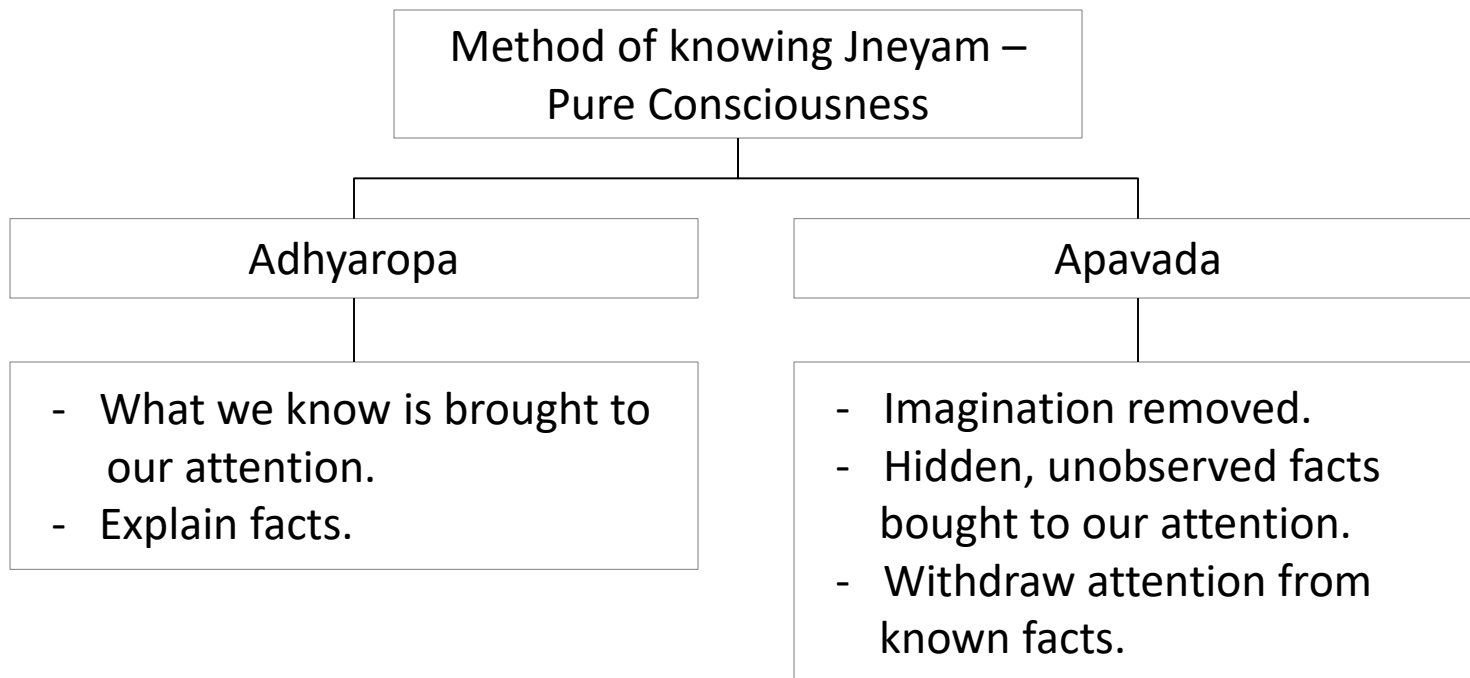 Method of knowing Jneyam –
Pure Consciousness
Adhyaropa
Apavada
- What we know is brought to
our attention.
- Explain facts.
- Imagination removed.
- Hidden, unobserved facts
bought to our attention.
- Withdraw attention from
known facts.